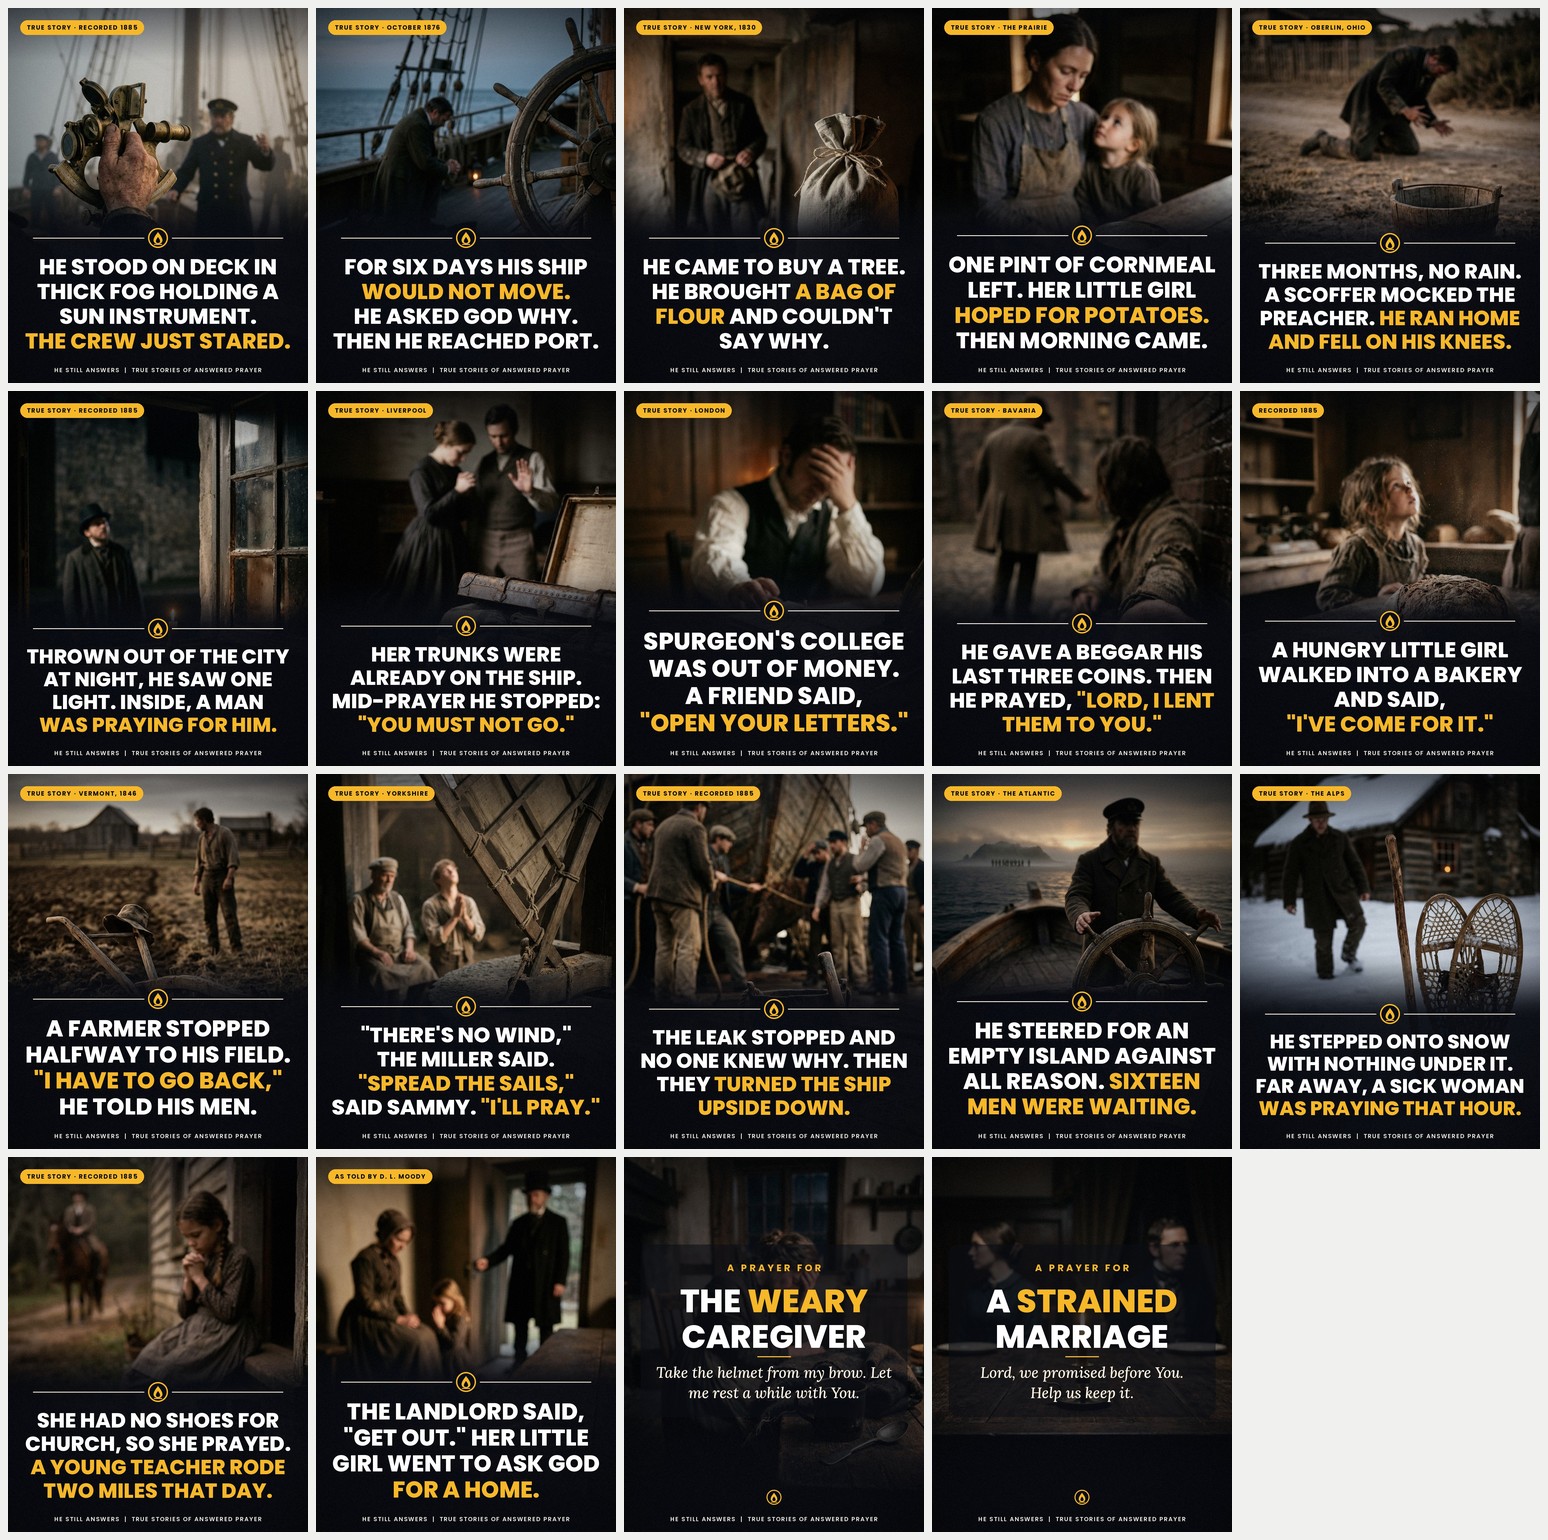 TRUE STORY · RECORDED 1885
HE STOOD ON DECK IN
THICK FOG HOLDING A
SUN INSTRUMENT.
THE CREW JUST STARED.
HE STILL ANSWERS | TRUE STORIES OF ANSWERED PRAYER
TRUE STORY · OCTOBER 1876
FOR SIX DAYS HIS SHIP
WOULD NOT MOVE.
HE ASKED GOD WHY.
THEN HE REACHED PORT.
HE STILL ANSWERS | TRUE STORIES OF ANSWERED PRAYER
TRUE STORY · NEW YORK, 1830
HE CAME TO BUY A TREE.
HE BROUGHT A BAG OF
FLOUR AND COULDN'T
SAY WHY.
HE STILL ANSWERS | TRUE STORIES OF ANSWERED PRAYER
TRUE STORY · THE PRAIRIE
ONE PINT OF CORNMEAL
LEFT. HER LITTLE GIRL
HOPED FOR POTATOES.
THEN MORNING CAME.
HE STILL ANSWERS | TRUE STORIES OF ANSWERED PRAYER
TRUE STORY · OBERLIN, OHIO
THREE MONTHS, NO RAIN.
A SCOFFER MOCKED THE
PREACHER. HE RAN HOME
AND FELL ON HIS KNEES.
HE STILL ANSWERS | TRUE STORIES OF ANSWERED PRAYER
TRUE STORY · RECORDED 1885
THROWN OUT OF THE CITY
AT NIGHT, HE SAW ONE
LIGHT. INSIDE, A MAN
WAS PRAYING FOR HIM.
HE STILL ANSWERS | TRUE STORIES OF ANSWERED PRAYER
TRUE STORY · LIVERPOOL
HER TRUNKS WERE
ALREADY ON THE SHIP.
MID-PRAYER HE STOPPED:
"YOU MUST NOT GO."
HE STILL ANSWERS | TRUE STORIES OF ANSWERED PRAYER
TRUE STORY · LONDON
SPURGEON'S COLLEGE
WAS OUT OF MONEY.
A FRIEND SAID,
"OPEN YOUR LETTERS."
HE STILL ANSWERS | TRUE STORIES OF ANSWERED PRAYER
TRUE STORY · BAVARIA
HE GAVE A BEGGAR HIS
LAST THREE COINS. THEN
HE PRAYED, "LORD, I LENT
THEM TO YOU."
HE STILL ANSWERS | TRUE STORIES OF ANSWERED PRAYER
RECORDED 1885
A HUNGRY LITTLE GIRL
WALKED INTO A BAKERY
AND SAID,
"I'VE COME FOR IT."
HE STILL ANSWERS | TRUE STORIES OF ANSWERED PRAYER
TRUE STORY · VERMONT, 1846
A FARMER STOPPED
HALFWAY TO HIS FIELD.
"I HAVE TO GO BACK,"
HE TOLD HIS MEN.
HE STILL ANSWERS | TRUE STORIES OF ANSWERED PRAYER
TRUE STORY · YORKSHIRE
"THERE'S NO WIND,"
THE MILLER SAID.
"SPREAD THE SAILS,"
SAID SAMMY. "I'LL PRAY."
HE STILL ANSWERS | TRUE STORIES OF ANSWERED PRAYER
TRUE STORY · RECORDED 1885
THE LEAK STOPPED AND
NO ONE KNEW WHY. THEN
THEY TURNED THE SHIP
UPSIDE DOWN.
HE STILL ANSWERS | TRUE STORIES OF ANSWERED PRAYER
TRUE STORY · THE ATLANTIC
HE STEERED FOR AN
EMPTY ISLAND AGAINST
ALL REASON. SIXTEEN
MEN WERE WAITING.
HE STILL ANSWERS | TRUE STORIES OF ANSWERED PRAYER
TRUE STORY · THE ALPS
HE STEPPED ONTO SNOW
WITH NOTHING UNDER IT.
FAR AWAY, A SICK WOMAN
WAS PRAYING THAT HOUR.
HE STILL ANSWERS | TRUE STORIES OF ANSWERED PRAYER
TRUE STORY · RECORDED 1885
SHE HAD NO SHOES FOR
CHURCH, SO SHE PRAYED.
A YOUNG TEACHER RODE
TWO MILES THAT DAY.
HE STILL ANSWERS | TRUE STORIES OF ANSWERED PRAYER
AS TOLD BY D. L. MOODY
THE LANDLORD SAID,
"GET OUT." HER LITTLE
GIRL WENT TO ASK GOD
FOR A HOME.
HE STILL ANSWERS | TRUE STORIES OF ANSWERED PRAYER
A PRAYER FOR
THE WEARY
CAREGIVER
Take the helmet from my brow. Let
me rest a while with You.
HE STILL ANSWERS | TRUE STORIES OF ANSWERED PRAYER
A PRAYER FOR
A STRAINED
MARRIAGE
Lord, we promised before You.
Help us keep it.
HE STILL ANSWERS | TRUE STORIES OF ANSWERED PRAYER